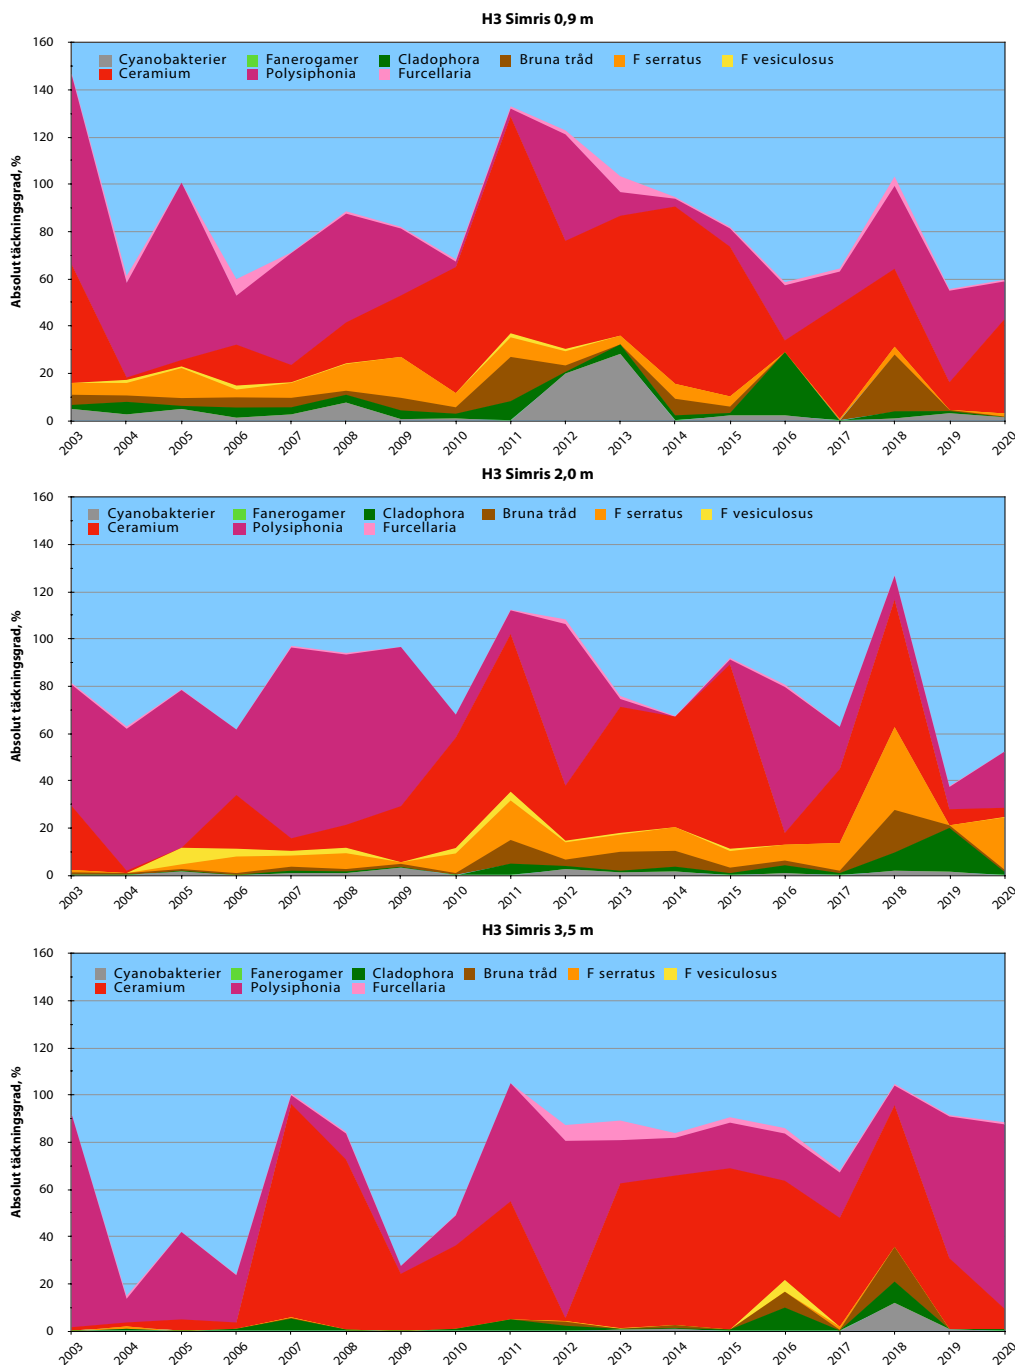 H3 Simris 0,9 m
Absolut täckningsgrad, %
160
140
120
100
80
60
40
20
0
Cyanobakterier Fanerogamer Cladophora Bruna tråd F serratus F vesiculosus
Ceramium Polysiphonia Furcellaria
2003 2004 2005 2006 2007 2008 2009 2010 2011 2012 2013 2014 2015 2016 2017 2018 2019 2020
H3 Simris 2,0 m
Absolut täckningsgrad, %
160
140
120
100
80
60
40
20
0
Cyanobakterier Fanerogamer Cladophora Bruna tråd F serratus F vesiculosus
Ceramium Polysiphonia Furcellaria
2003 2004 2005 2006 2007 2008 2009 2010 2011 2012 2013 2014 2015 2016 2017 2018 2019 2020
H3 Simris 3,5 m
Absolut täckningsgrad, %
160
140
120
100
80
60
40
20
0
Cyanobakterier Fanerogamer Cladophora Bruna tråd F serratus F vesiculosus
Ceramium Polysiphonia Furcellaria
2003 2004 2005 2006 2007 2008 2009 2010 2011 2012 2013 2014 2015 2016 2017 2018 2019 2020